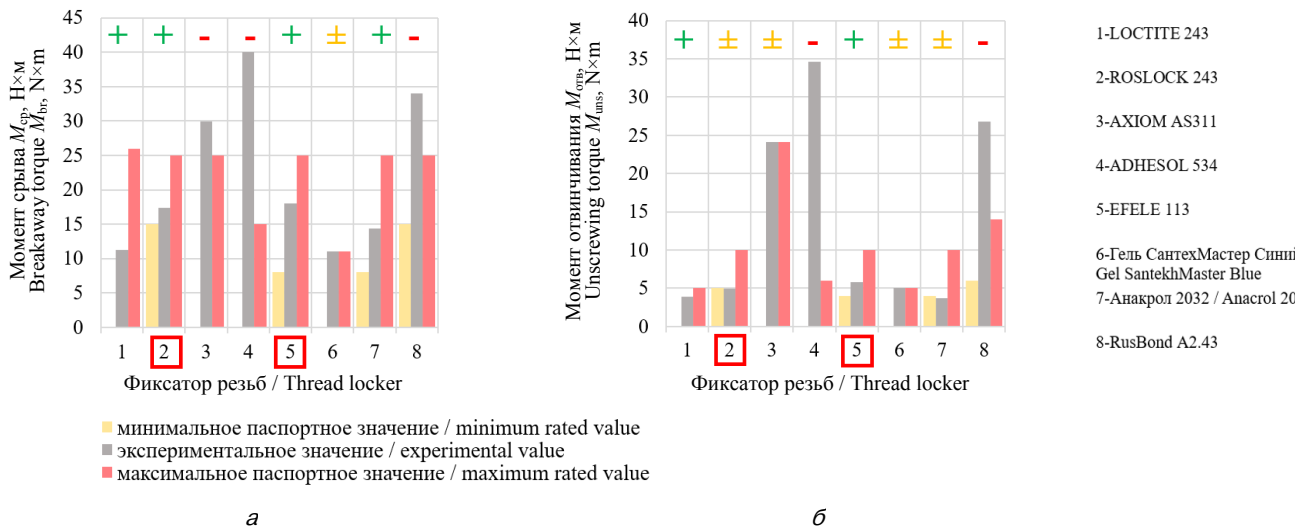 Момент срыва Mср, Н×м
Breakaway torque Mbr, N×m
45
40
35
30
25
20
15
10
5
0
+ + - - + ± + -
1 2 3 4 5 6 7 8
Фиксатор резьб / Thread locker
Момент отвинчивания Mотв, Н×м
Unscrewing torque Muns, N×m
40
35
30
25
20
15
10
5
0
+ ± ± - + ± ± -
1 2 3 4 5 6 7 8
Фиксатор резьб / Thread locker
1-LOCTITE 243
2-ROSLOCK 243
3-AXIOM AS311
4-ADHESOL 534
5-EFELE 113
6-Гель СантехМастер Синий
Gel SantekhMaster Blue
7-Анакрол 2032 / Anacrol 20
8-RusBond A2.43
минимальное паспортное значение / minimum rated value
экспериментальное значение / experimental value
максимальное паспортное значение / maximum rated value
а
б